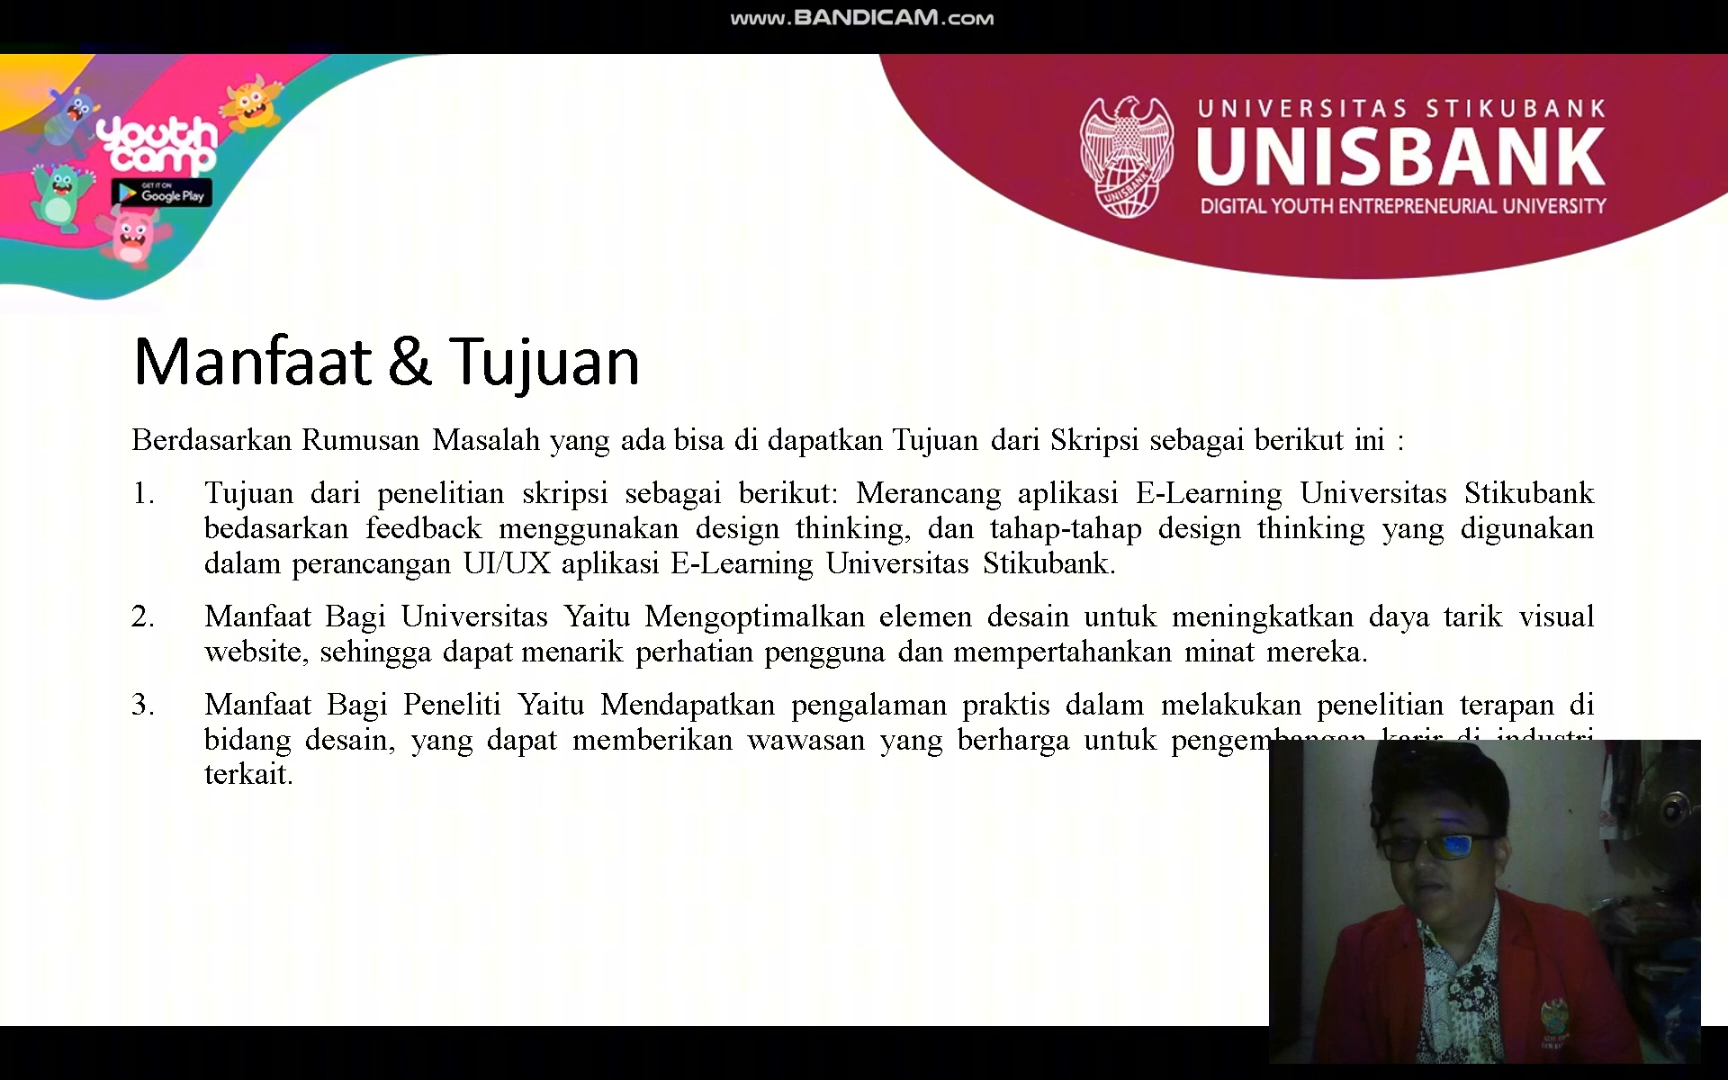 www.BANDICAM.com
youth
camp
GET IT ON
Google Play
UNIVERSITAS STIKUBANK
UNISBANK
DIGITAL YOUTH ENTREPRENEURIAL UNIVERSITY
UNISBANK
Manfaat & Tujuan
Berdasarkan Rumusan Masalah yang ada bisa di dapatkan Tujuan dari Skripsi sebagai berikut ini :
1. Tujuan dari penelitian skripsi sebagai berikut: Merancang aplikasi E-Learning Universitas Stikubank
bedasarkan feedback menggunakan design thinking, dan tahap-tahap design thinking yang digunakan
dalam perancangan UI/UX aplikasi E-Learning Universitas Stikubank.
2. Manfaat Bagi Universitas Yaitu Mengoptimalkan elemen desain untuk meningkatkan daya tarik visual
website, sehingga dapat menarik perhatian pengguna dan mempertahankan minat mereka.
3. Manfaat Bagi Peneliti Yaitu Mendapatkan pengalaman praktis dalam melakukan penelitian terapan di
bidang desain, yang dapat memberikan wawasan yang berharga untuk pengembangan karir di industri
terkait.